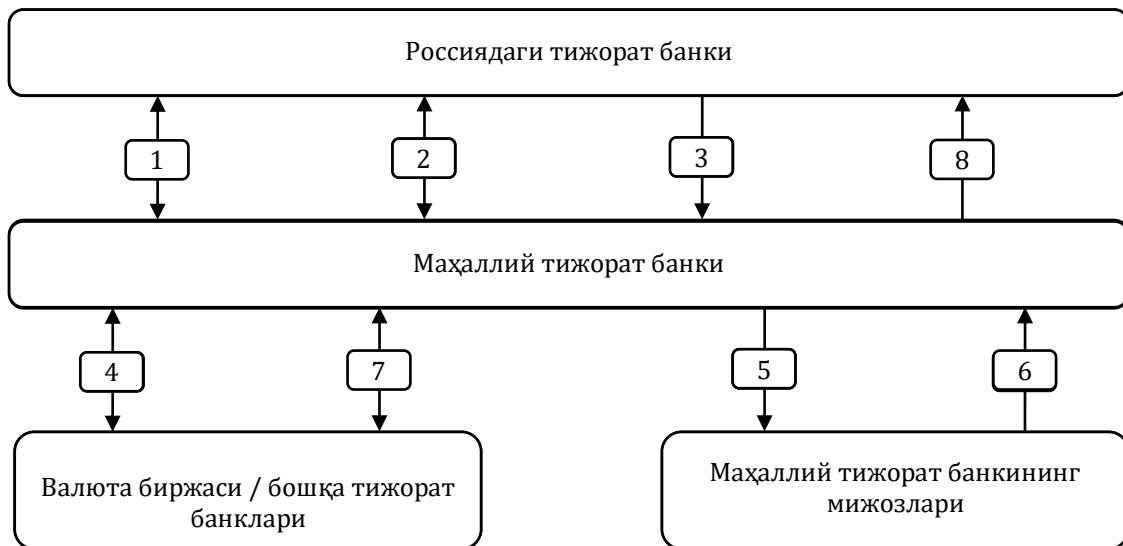 Россиядаги тижорат банки
1
2
3
8
Маҳаллий тижорат банки
4
7
5
6
Валюта биржаси / бошқа тижорат
банклари
Маҳаллий тижорат банкининг
мижозлари